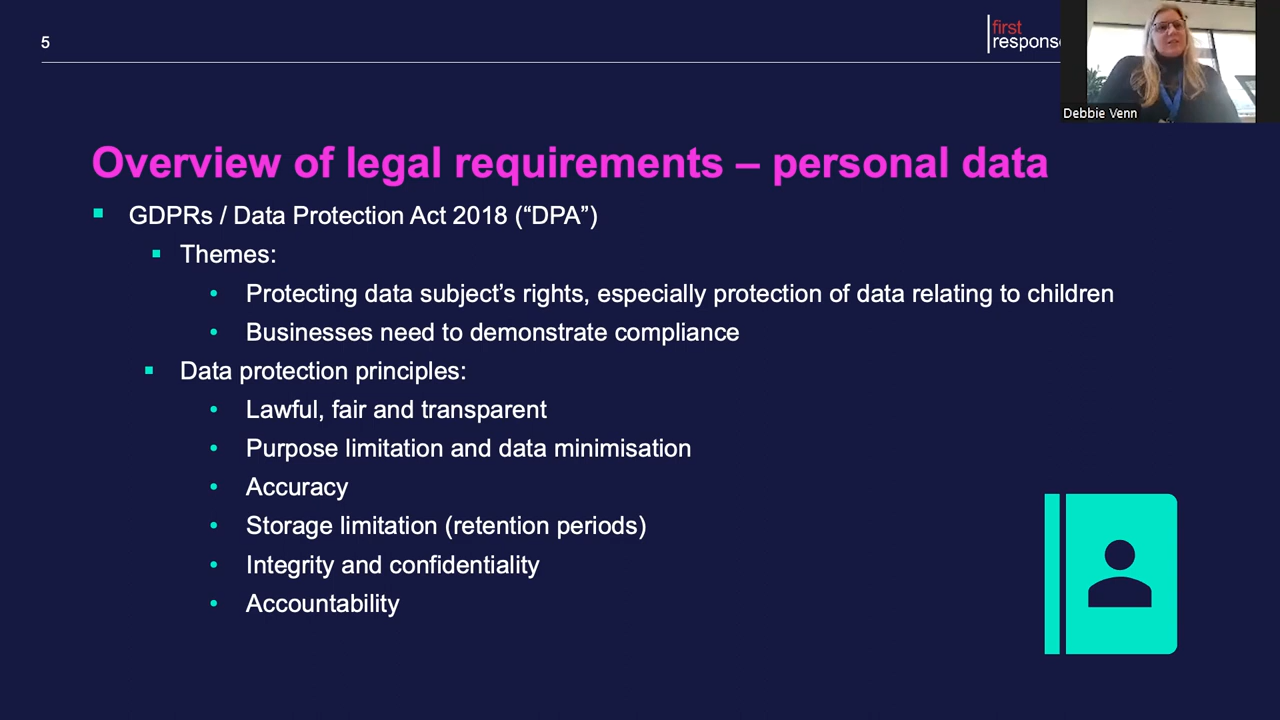 5
first
response
Debbie Venn
Overview of legal requirements – personal data
GDPRs / Data Protection Act 2018 (“DPA”)
Themes:
Protecting data subject’s rights, especially protection of data relating to children
Businesses need to demonstrate compliance
Data protection principles:
Lawful, fair and transparent
Purpose limitation and data minimisation
Accuracy
Storage limitation (retention periods)
Integrity and confidentiality
Accountability